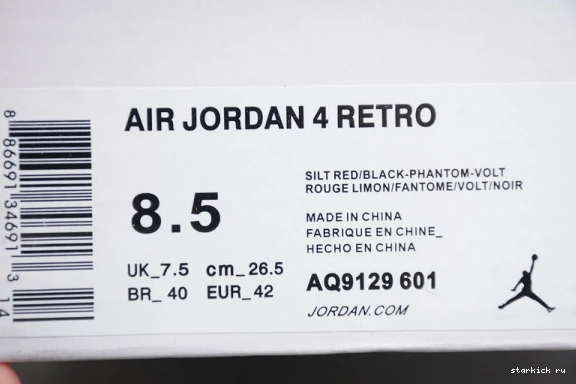 AIR JORDAN 4 RETRO
SILT RED/BLACK-PHANTOM-VOLT
ROUGE LIMON/FANTOME/VOLT/NOIR
8.5
MADE IN CHINA
FABRIQUE EN CHINE_
HECHO EN CHINA
UK_7.5 cm_26.5
BR_ 40 EUR_42
AQ9129 601
JORDAN.COM
8 86691 34691 3 14
starkick ru